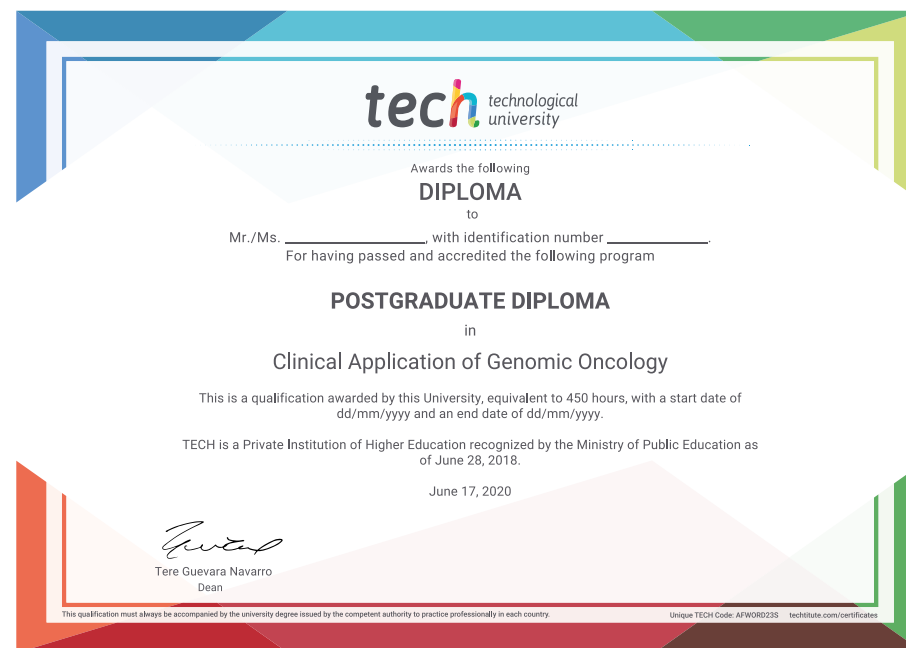 tech technological
university
Awards the following
DIPLOMA
to
Mr./Ms. ____________________, with identification number ______________.
For having passed and accredited the following program
POSTGRADUATE DIPLOMA
in
Clinical Application of Genomic Oncology
This is a qualification awarded by this University, equivalent to 450 hours, with a start date of
dd/mm/yyyy and an end date of dd/mm/yyyy.
TECH is a Private Institution of Higher Education recognized by the Ministry of Public Education as
of June 28, 2018.
June 17, 2020
Tere Guevara Navarro
Dean
This qualification must always be accompanied by the university degree issued by the competent authority to practice professionally in each country.
Unique TECH Code: AFWORD23S techtitute.com/certificates